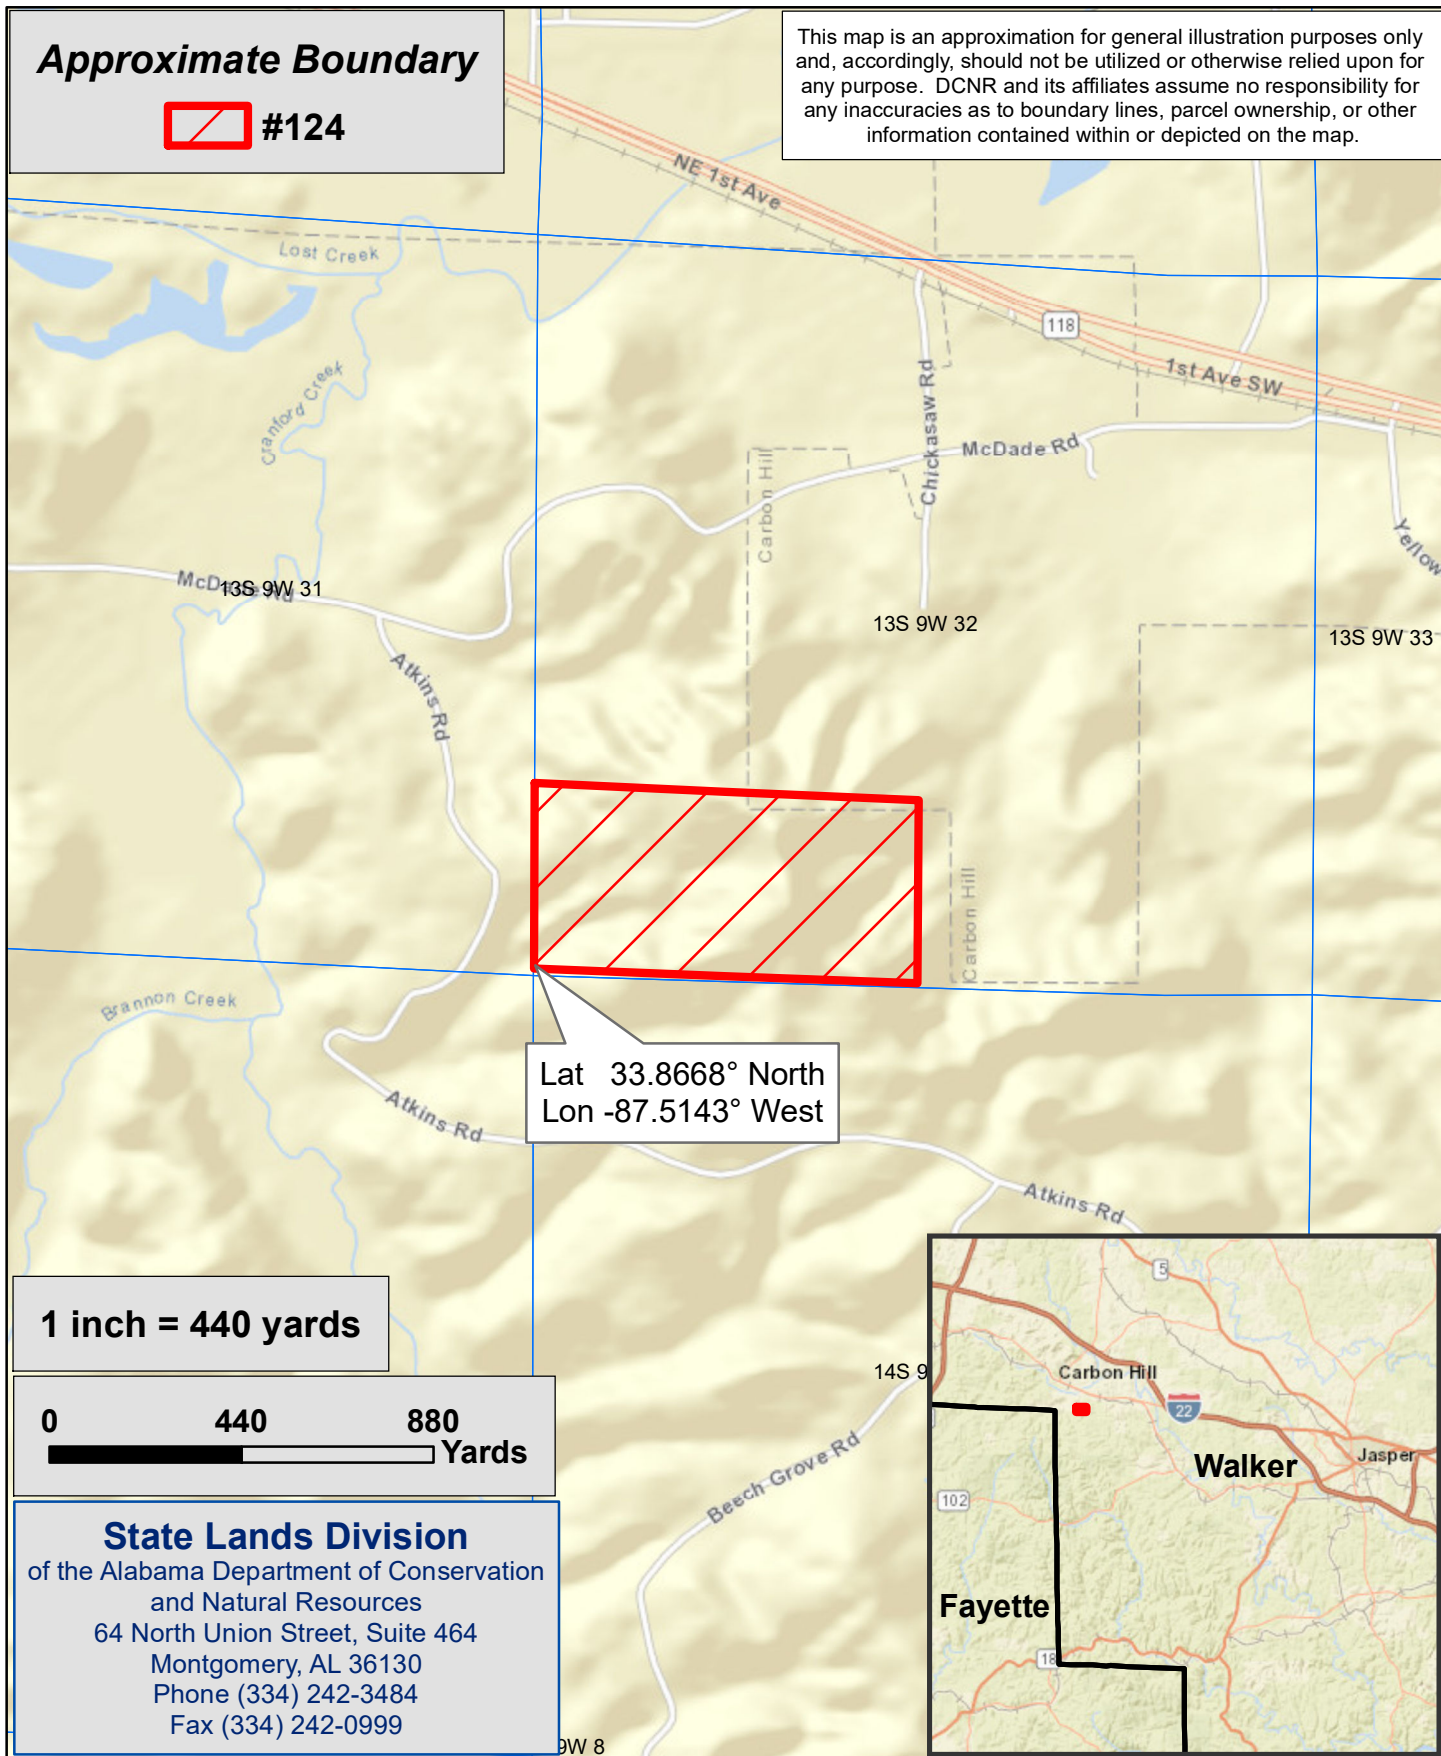 Approximate Boundary
#124
This map is an approximation for general illustration purposes only
and, accordingly, should not be utilized or otherwise relied upon for
any purpose. DCNR and its affiliates assume no responsibility for
any inaccuracies as to boundary lines, parcel ownership, or other
information contained within or depicted on the map.
NE 1st Ave
Lost Creek
118
1st Ave SW
Cranford Creek
Chickasaw Rd
McDade Rd
Carbon Hill
Yellow
McDade Rd
13S 9W 31
13S 9W 32
13S 9W 33
Atkins Rd
Carbon Hill
Brannon Creek
Lat 33.8668° North
Lon -87.5143° West
Atkins Rd
Atkins Rd
1 inch = 440 yards
14S 9
0 440 880
Yards
Beech Grove Rd
State Lands Division
of the Alabama Department of Conservation
and Natural Resources
64 North Union Street, Suite 464
Montgomery, AL 36130
Phone (334) 242-3484
Fax (334) 242-0999
9W 8
5
Carbon Hill
22
Walker
Jasper
102
Fayette
18